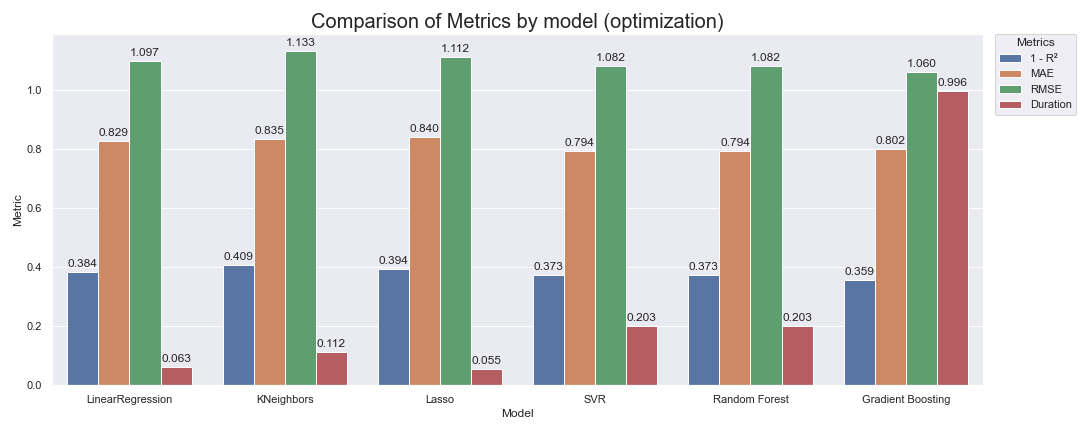 Comparison of Metrics by model (optimization)
Metrics
1 - R²
MAE
RMSE
Duration
Metric
1.0
0.8
0.6
0.4
0.2
0.0
0.384
0.829
1.097
0.063
0.409
0.835
1.133
0.112
0.394
0.840
1.112
0.055
0.373
0.794
1.082
0.203
0.373
0.794
1.082
0.203
0.359
0.802
1.060
0.996
LinearRegression
KNeighbors
Lasso
SVR
Random Forest
Gradient Boosting
Model